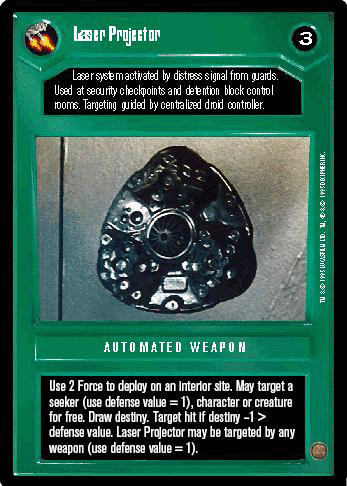 Laser Projector
3
Laser system activated by distress signal from guards.
Used at security checkpoints and detention block control
rooms. Targeting guided by centralized droid controller.
AUTOMATED WEAPON
Use 2 Force to deploy on an interior site. May target a
seeker (use defense value = 1), character or creature
for free. Draw destiny. Target hit if destiny –1 >
defense value. Laser Projector may be targeted by any
weapon (use defense value = 1).